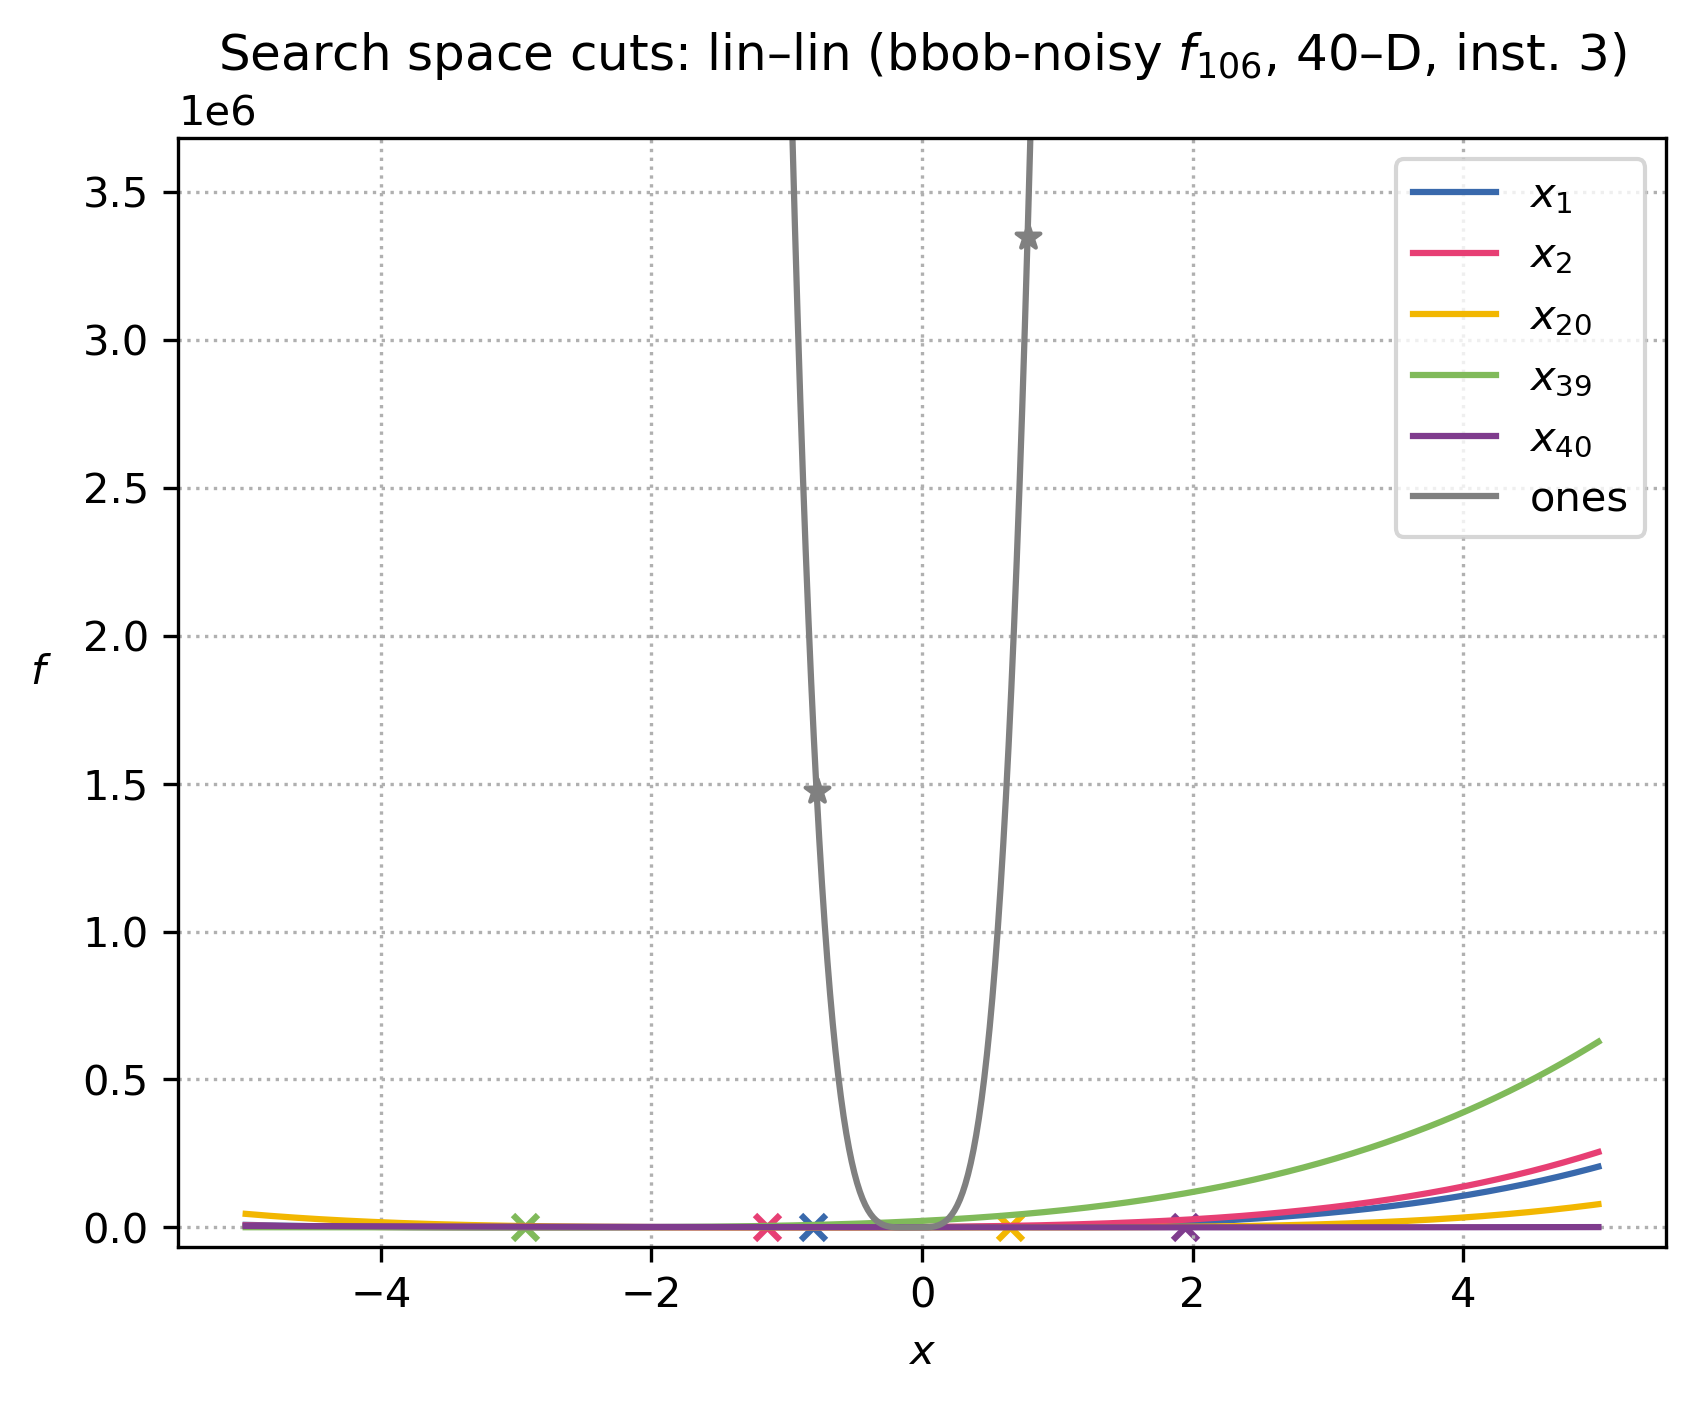 Search space cuts: lin–lin (bbob-noisy f₁₀₆, 40–D, inst. 3)
1e6
3.5
3.0
2.5
2.0
1.5
1.0
0.5
0.0
f
−4
−2
0
2
4
x
x₁
x₂
x₂₀
x₃₉
x₄₀
ones